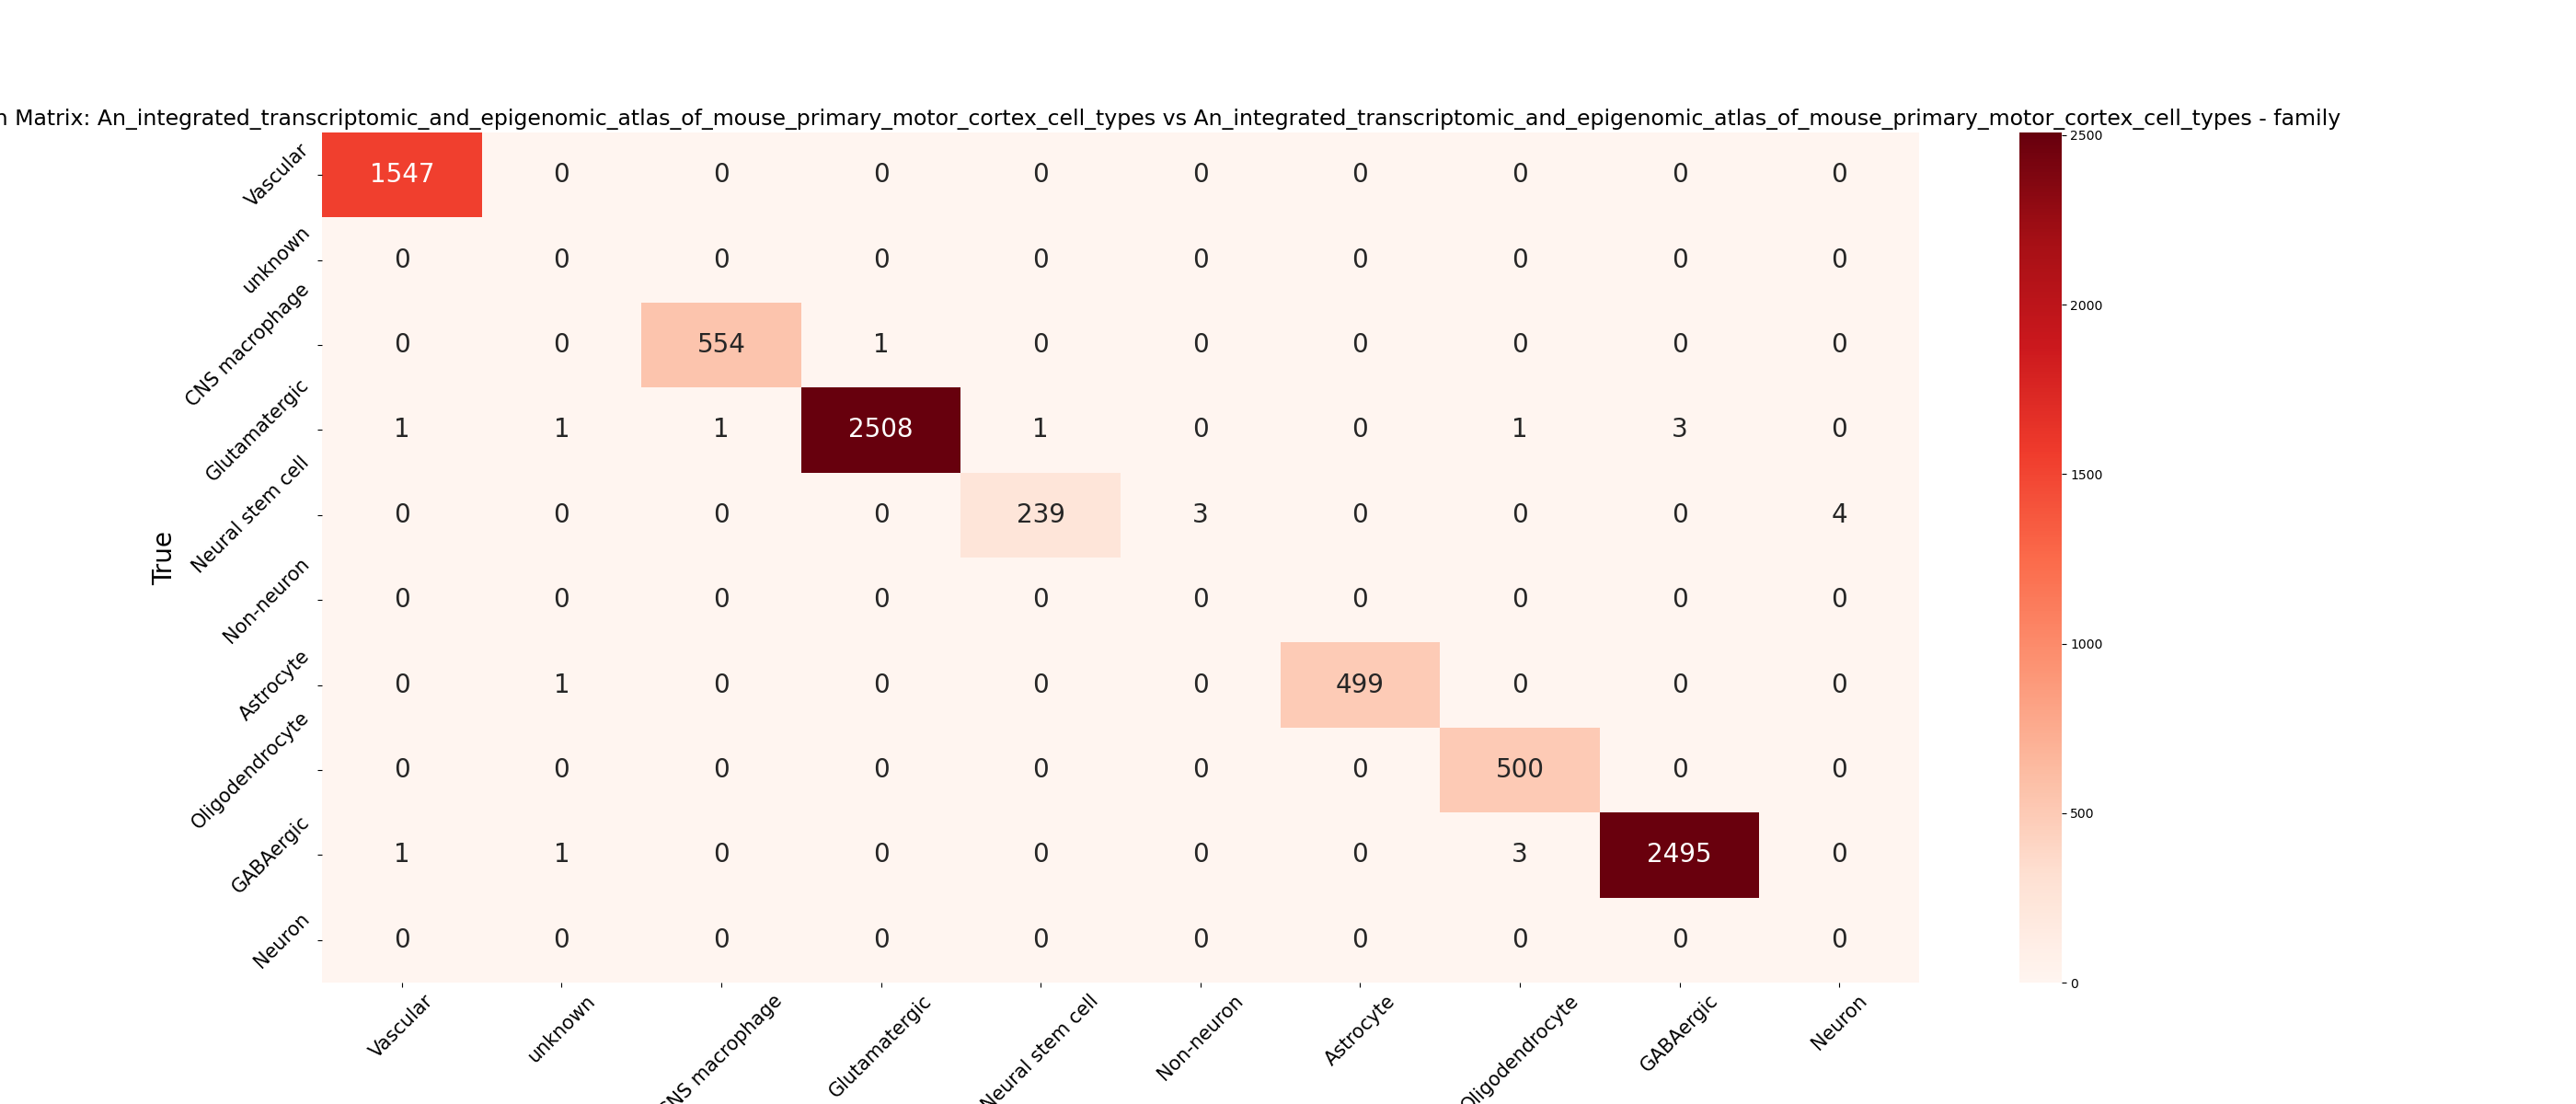 n Matrix: An_integrated_transcriptomic_and_epigenomic_atlas_of_mouse_primary_motor_cortex_cell_types vs An_integrated_transcriptomic_and_epigenomic_atlas_of_mouse_primary_motor_cortex_cell_types - family
Vascular 1547 0 0 0 0 0 0 0 0 0
unknown 0 0 0 0 0 0 0 0 0 0
CNS macrophage 0 0 554 1 0 0 0 0 0 0
Glutamatergic 1 1 1 2508 1 0 0 1 3 0
Neural stem cell 0 0 0 0 239 3 0 0 0 4
Non-neuron 0 0 0 0 0 0 0 0 0 0
Astrocyte 0 1 0 0 0 0 499 0 0 0
Oligodendrocyte 0 0 0 0 0 0 0 500 0 0
GABAergic 1 1 0 0 0 0 0 3 2495 0
Neuron 0 0 0 0 0 0 0 0 0 0
True
Vascular
unknown
CNS macrophage
Glutamatergic
Neural stem cell
Non-neuron
Astrocyte
Oligodendrocyte
GABAergic
Neuron
2500
2000
1500
1000
500
0